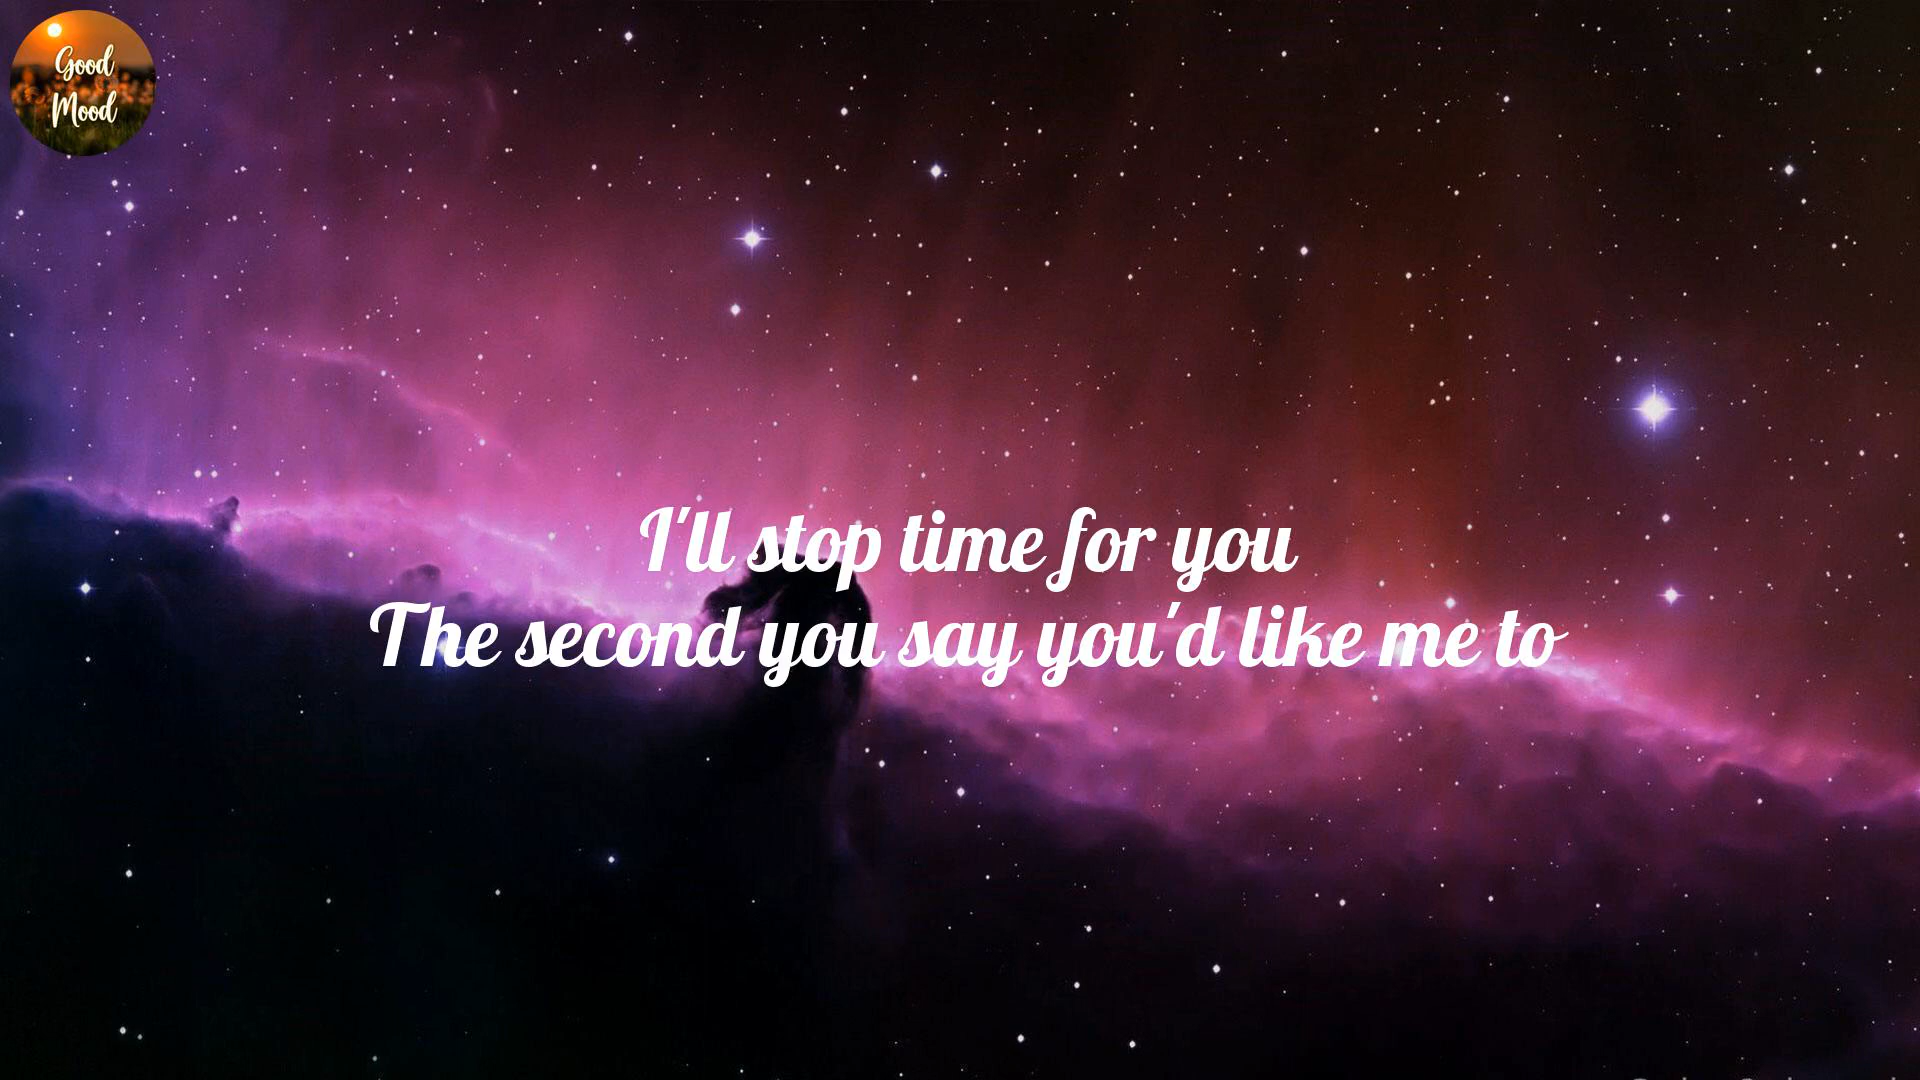 Good
Mood
I'll stop time for you
The second you say you'd like me to